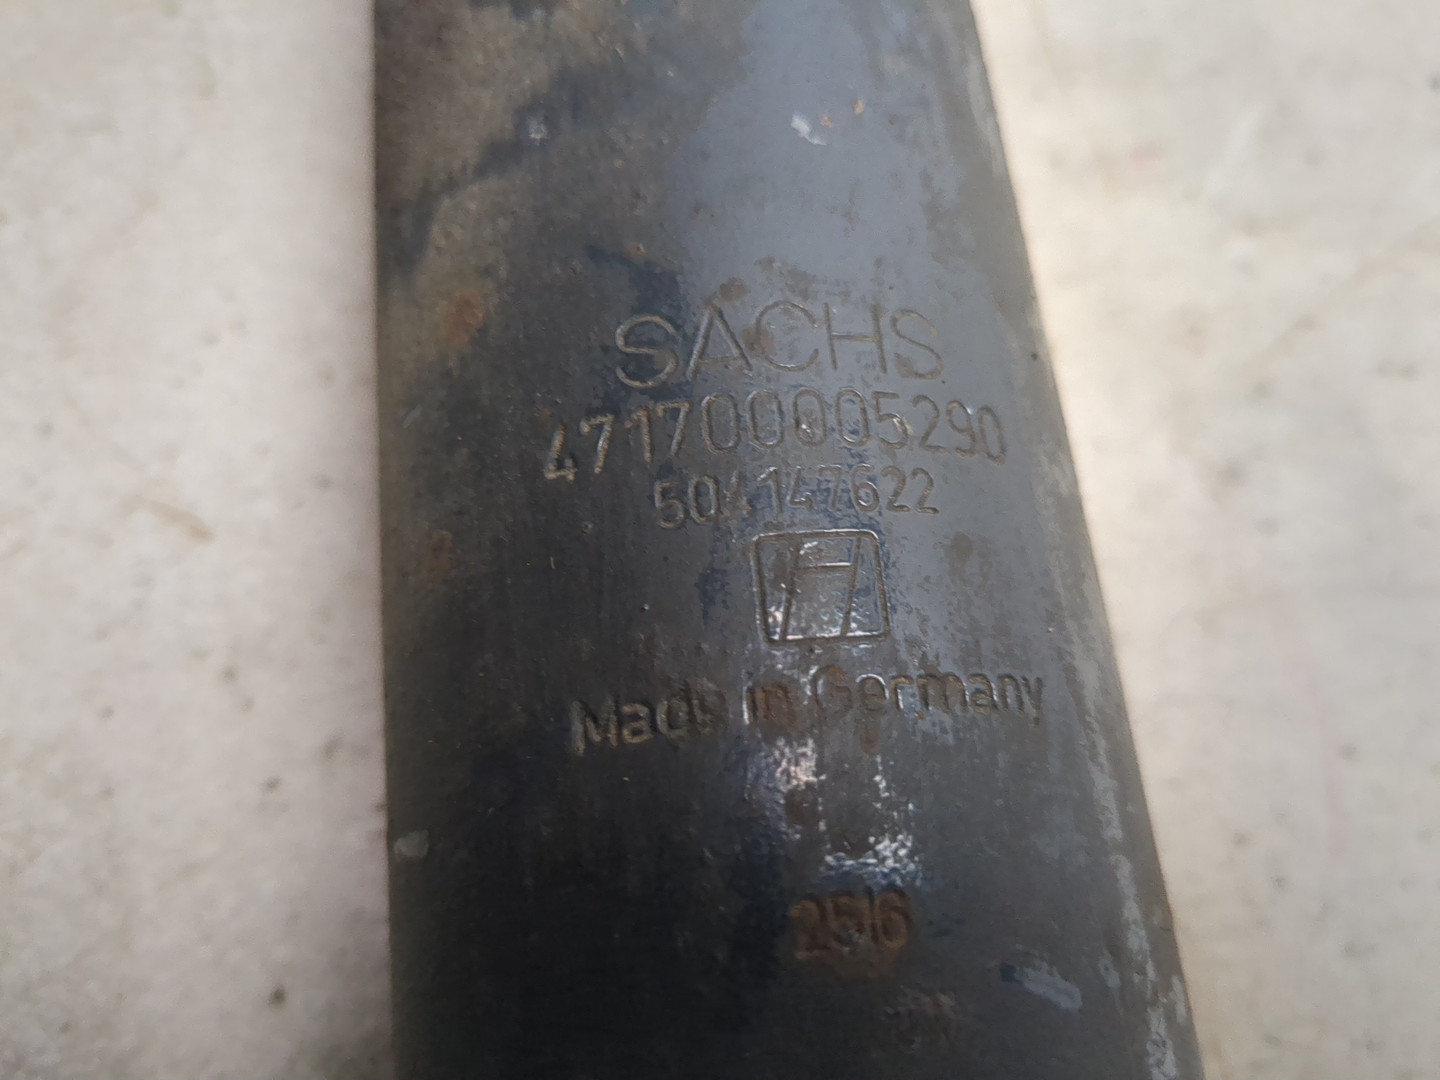 SACHS
471700005290
504147622
Made in Germany
2516